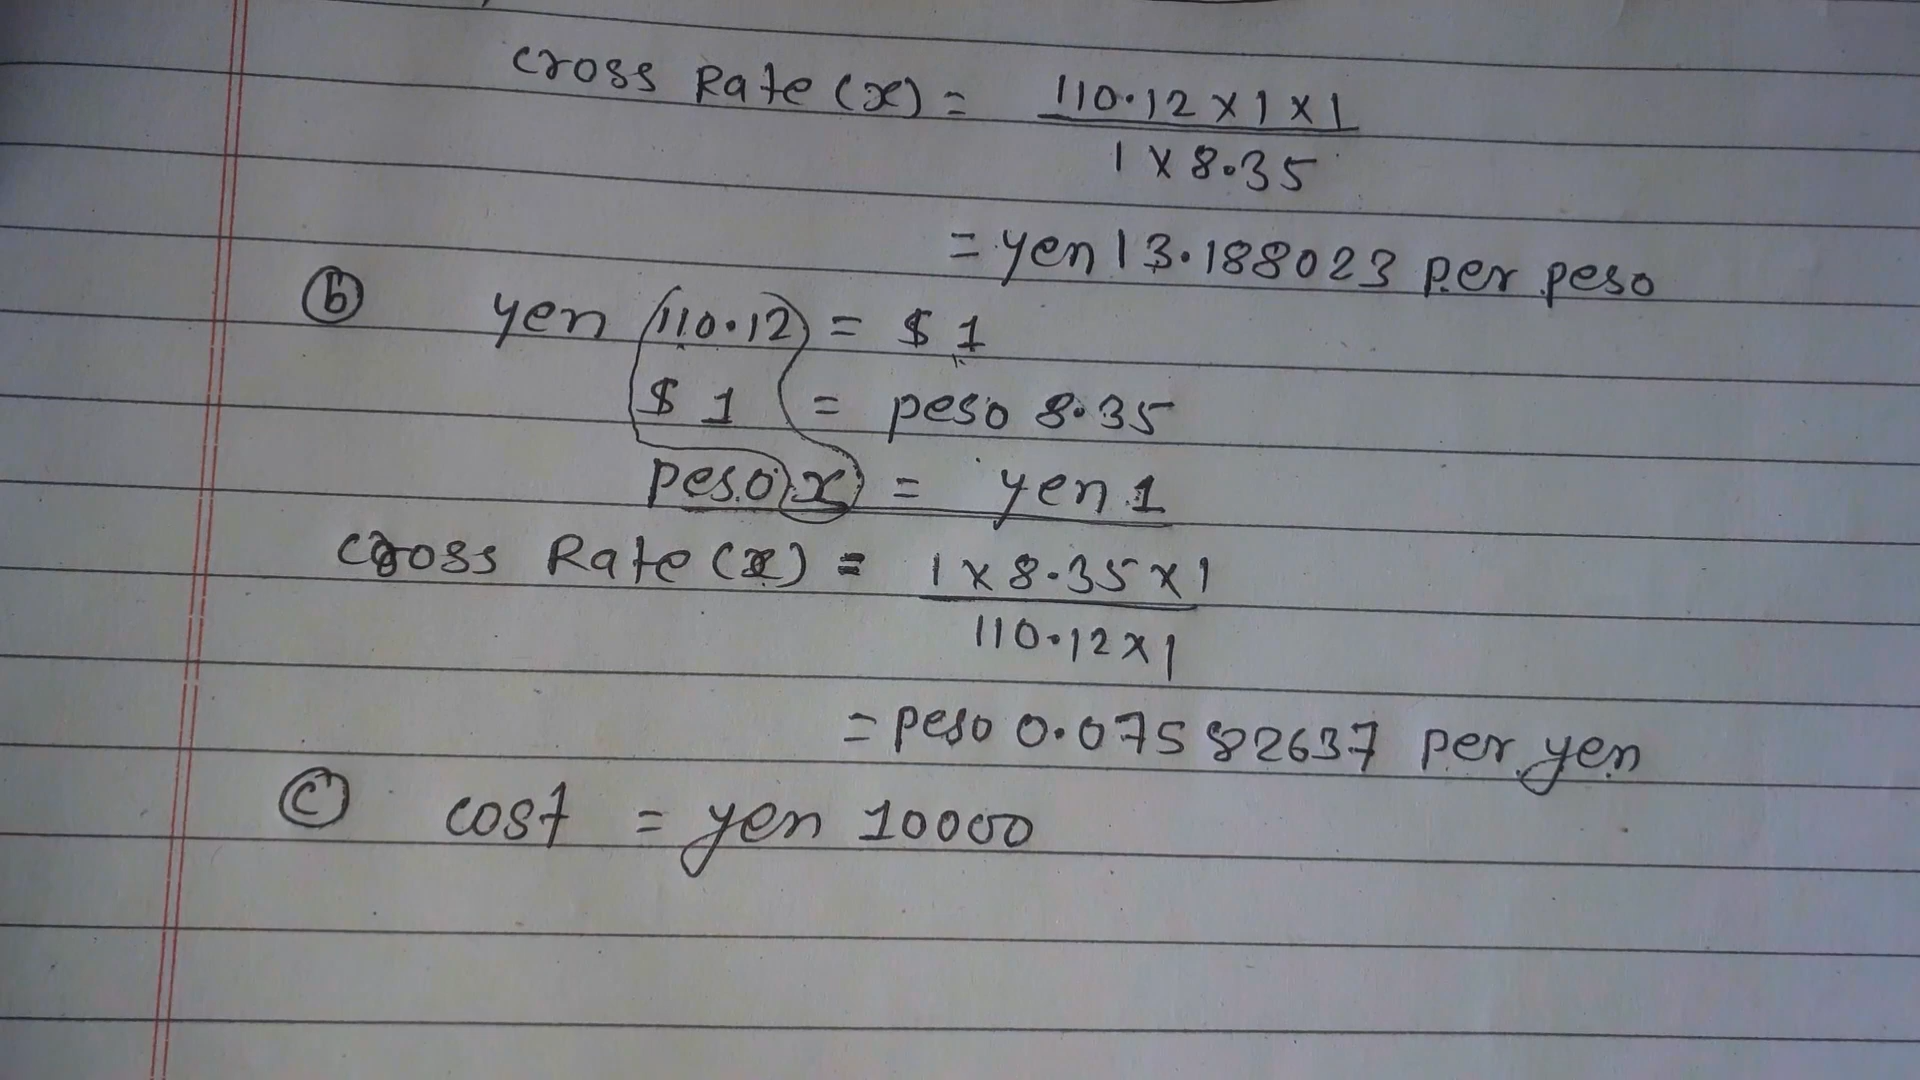 cross Rate (x) = 110.12 x 1 x 1
1 x 8.35
= yen 13.188023 per peso
(b) yen 110.12 = $ 1
$ 1 = peso 8.35
peso x = yen 1
cross Rate (x) = 1 x 8.35 x 1
110.12 x 1
= peso 0.07582637 per yen
(c) cost = yen 10000